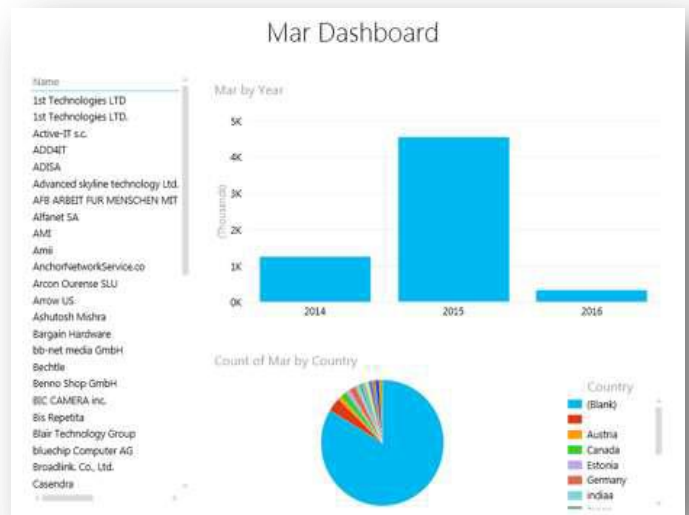 Mar Dashboard
Name
1st Technologies LTD
1st Technologies LTD.
Active-IT s.c.
ADD4IT
ADISA
Advanced skyline technology Ltd.
AFB ARBEIT FUR MENSCHEN MIT
Alfanet SA
AMI
Amii
AnchorNetworkService.co
Arcon Ourense SLU
Arrow US
Ashutosh Mishra
Bargain Hardware
bb-net media GmbH
Bechtle
Benno Shop GmbH
BIC CAMERA inc.
Bis Repetita
Blair Technology Group
bluechip Computer AG
Broadlink. Co., Ltd.
Casendra
Mar by Year
(Thousands)
5K
4K
3K
2K
1K
0K
2014
2015
2016
Count of Mar by Country
Country
(Blank)
Austria
Canada
Estonia
Germany
indiaa